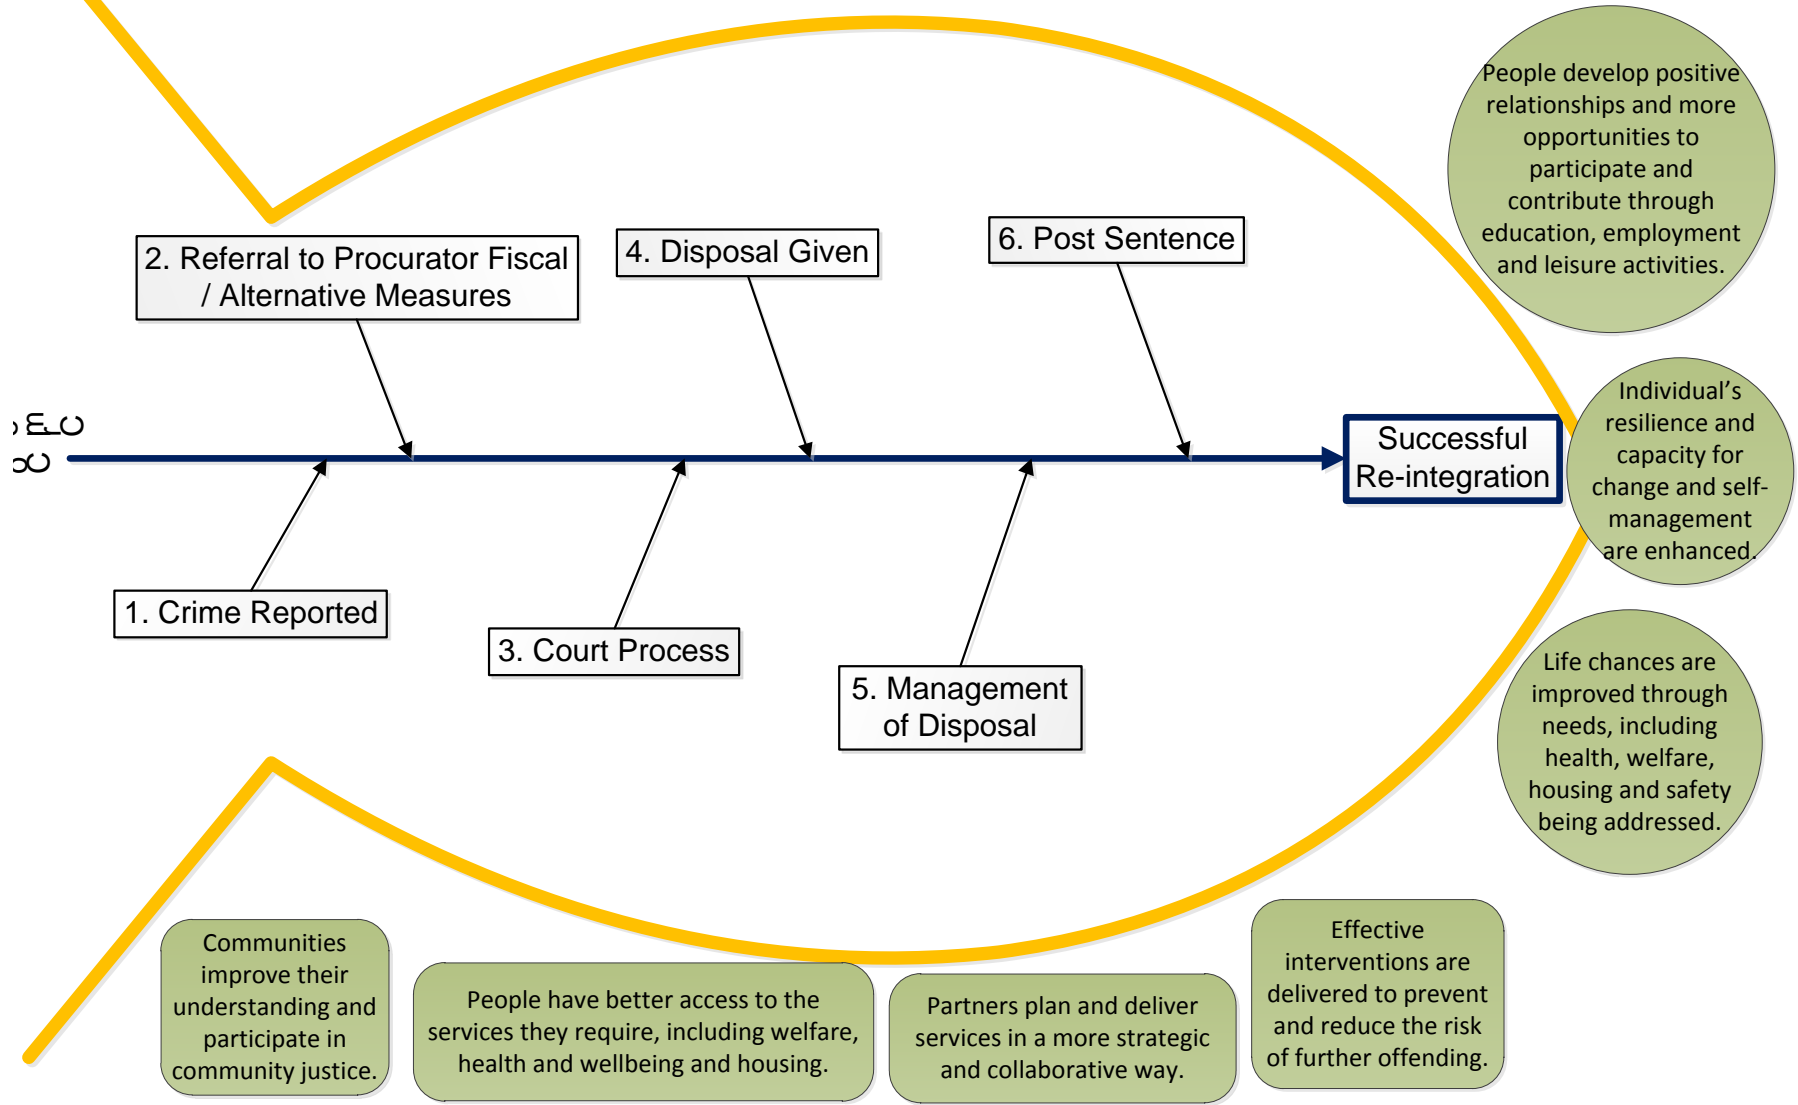 People develop positive
relationships and more
opportunities to
participate and
contribute through
education, employment
and leisure activities.
2. Referral to Procurator Fiscal
/ Alternative Measures
4. Disposal Given
6. Post Sentence
Successful
Re-integration
Individual’s
resilience and
capacity for
change and self-
management
are enhanced.
1. Crime Reported
3. Court Process
5. Management
of Disposal
Life chances are
improved through
needs, including
health, welfare,
housing and safety
being addressed.
Communities
improve their
understanding and
participate in
community justice.
People have better access to the
services they require, including welfare,
health and wellbeing and housing.
Partners plan and deliver
services in a more strategic
and collaborative way.
Effective
interventions are
delivered to prevent
and reduce the risk
of further offending.